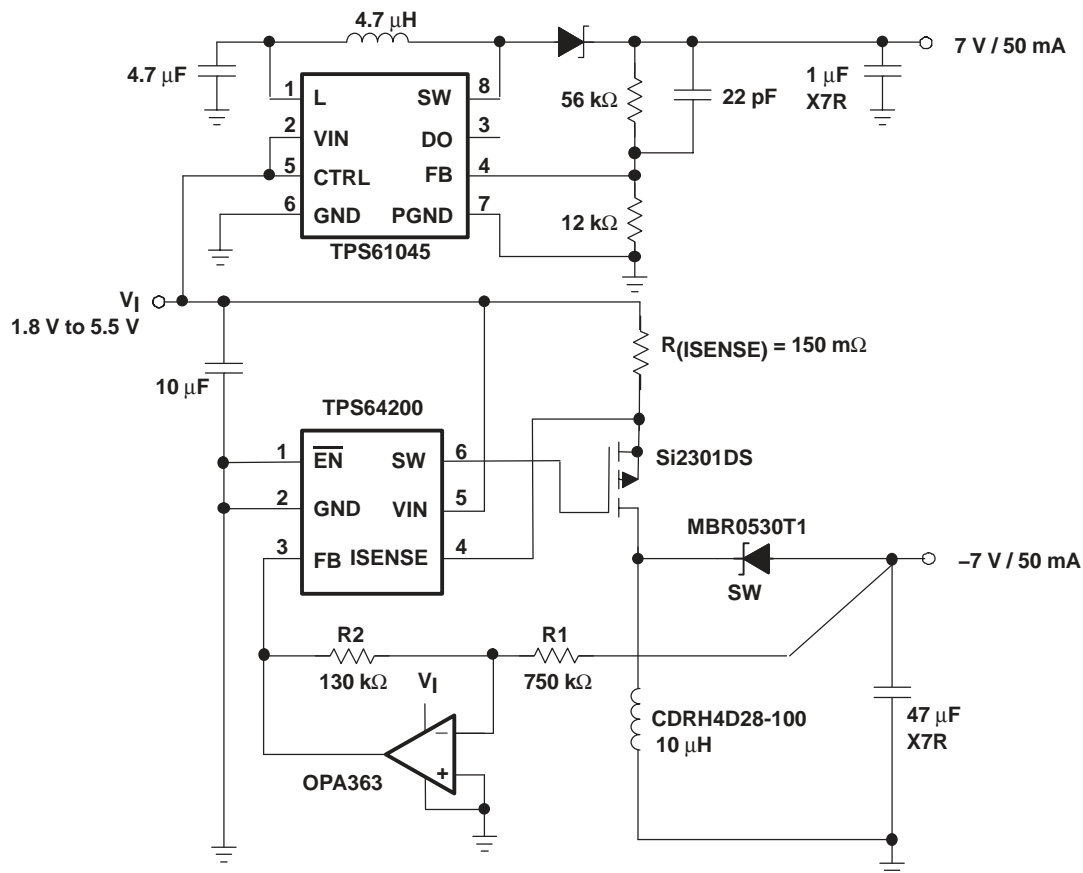 4.7 μH
7 V / 50 mA
4.7 μF
1 L
SW 8
2 VIN
DO 3
5 CTRL
FB 4
6 GND
PGND 7
TPS61045
56 kΩ
22 pF
1 μF
X7R
12 kΩ
VI
1.8 V to 5.5 V
R(ISENSE) = 150 mΩ
10 μF
TPS64200
1 E̅N̅
SW 6
2 GND
VIN 5
3 FB
ISENSE 4
Si2301DS
MBR0530T1
SW
–7 V / 50 mA
R2
130 kΩ
R1
750 kΩ
VI
−
+
OPA363
CDRH4D28-100
10 μH
47 μF
X7R